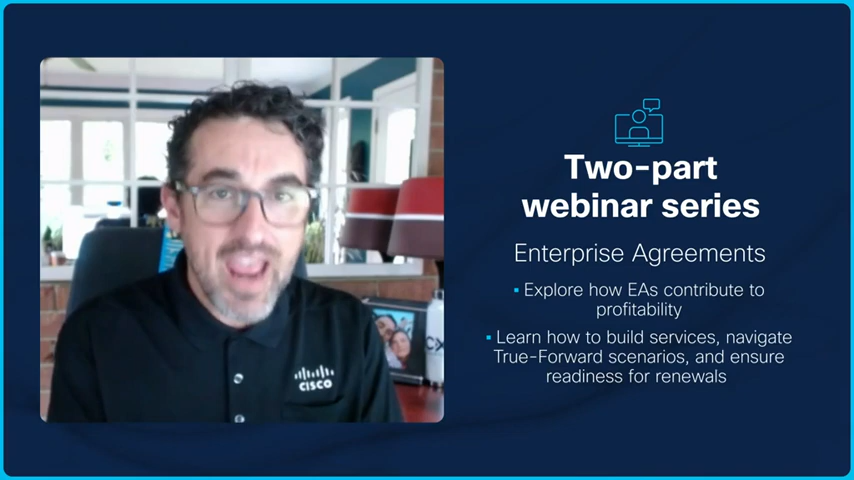 Two-part
webinar series
Enterprise Agreements
▪ Explore how EAs contribute to
profitability
▪ Learn how to build services, navigate
True-Forward scenarios, and ensure
readiness for renewals
CISCO
CX